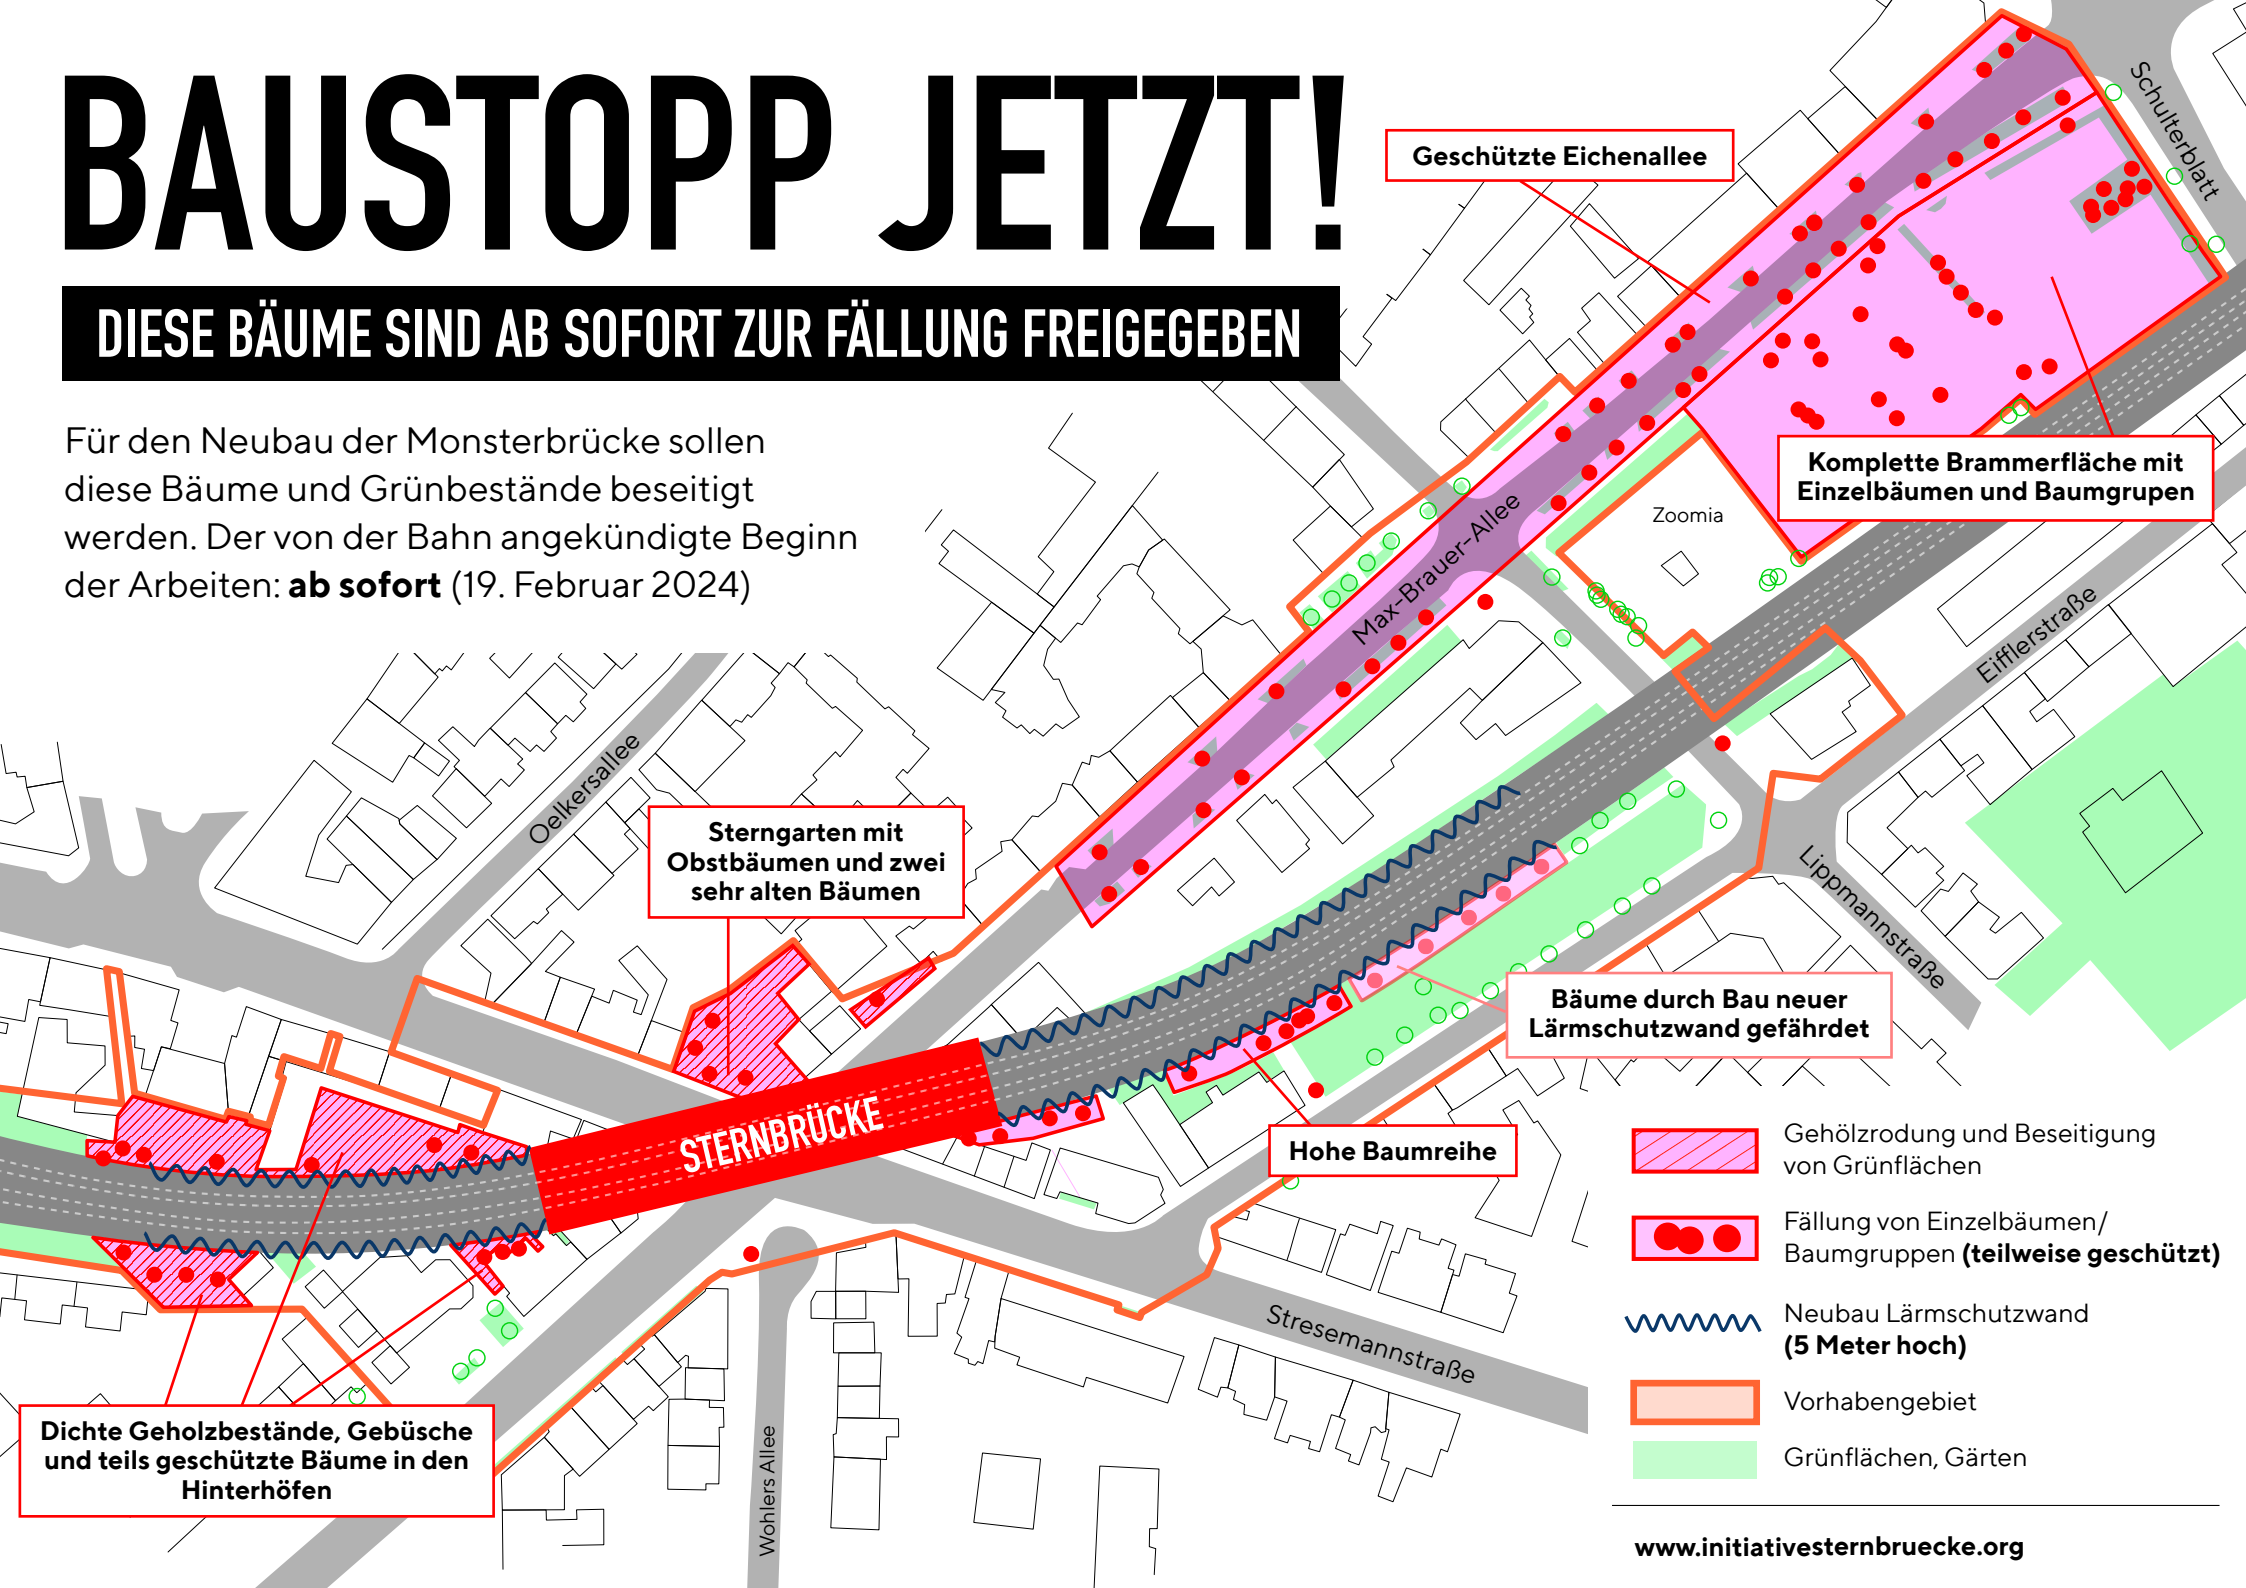 BAUSTOPP JETZT!
DIESE BÄUME SIND AB SOFORT ZUR FÄLLUNG FREIGEGEBEN
Für den Neubau der Monsterbrücke sollen
diese Bäume und Grünbestände beseitigt
werden. Der von der Bahn angekündigte Beginn
der Arbeiten: ab sofort (19. Februar 2024)
Geschützte Eichenallee
Schulterblatt
Komplette Brammerfläche mit
Einzelbäumen und Baumgrupen
Zoomia
Max-Brauer-Allee
Eifflerstraße
Oelkersallee
Sterngarten mit
Obstbäumen und zwei
sehr alten Bäumen
Lippmannstraße
Bäume durch Bau neuer
Lärmschutzwand gefährdet
STERNBRÜCKE
Hohe Baumreihe
Stresemannstraße
Wohlers Allee
Dichte Geholzbestände, Gebüsche
und teils geschützte Bäume in den
Hinterhöfen
Gehölzrodung und Beseitigung
von Grünflächen
Fällung von Einzelbäumen/
Baumgruppen (teilweise geschützt)
Neubau Lärmschutzwand
(5 Meter hoch)
Vorhabengebiet
Grünflächen, Gärten
www.initiativesternbruecke.org